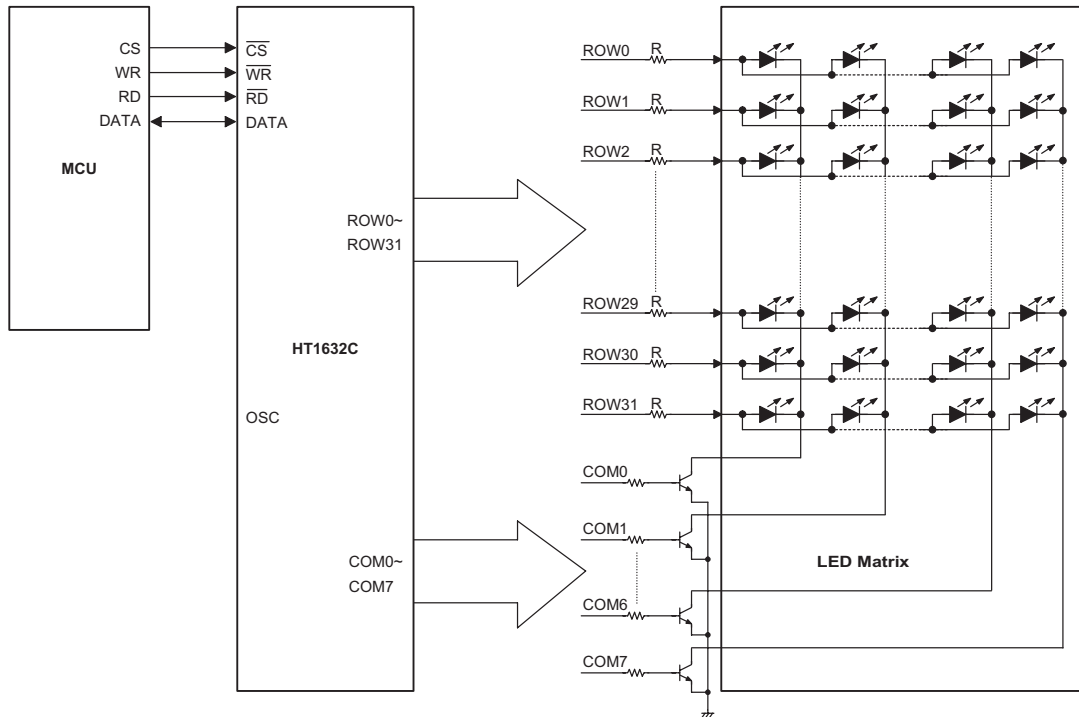 MCU
CS
WR
RD
DATA
HT1632C
CS
WR
RD
DATA
OSC
ROW0~
ROW31
COM0~
COM7
ROW0 R
ROW1 R
ROW2 R
ROW29 R
ROW30 R
ROW31 R
COM0
COM1
COM6
COM7
LED Matrix